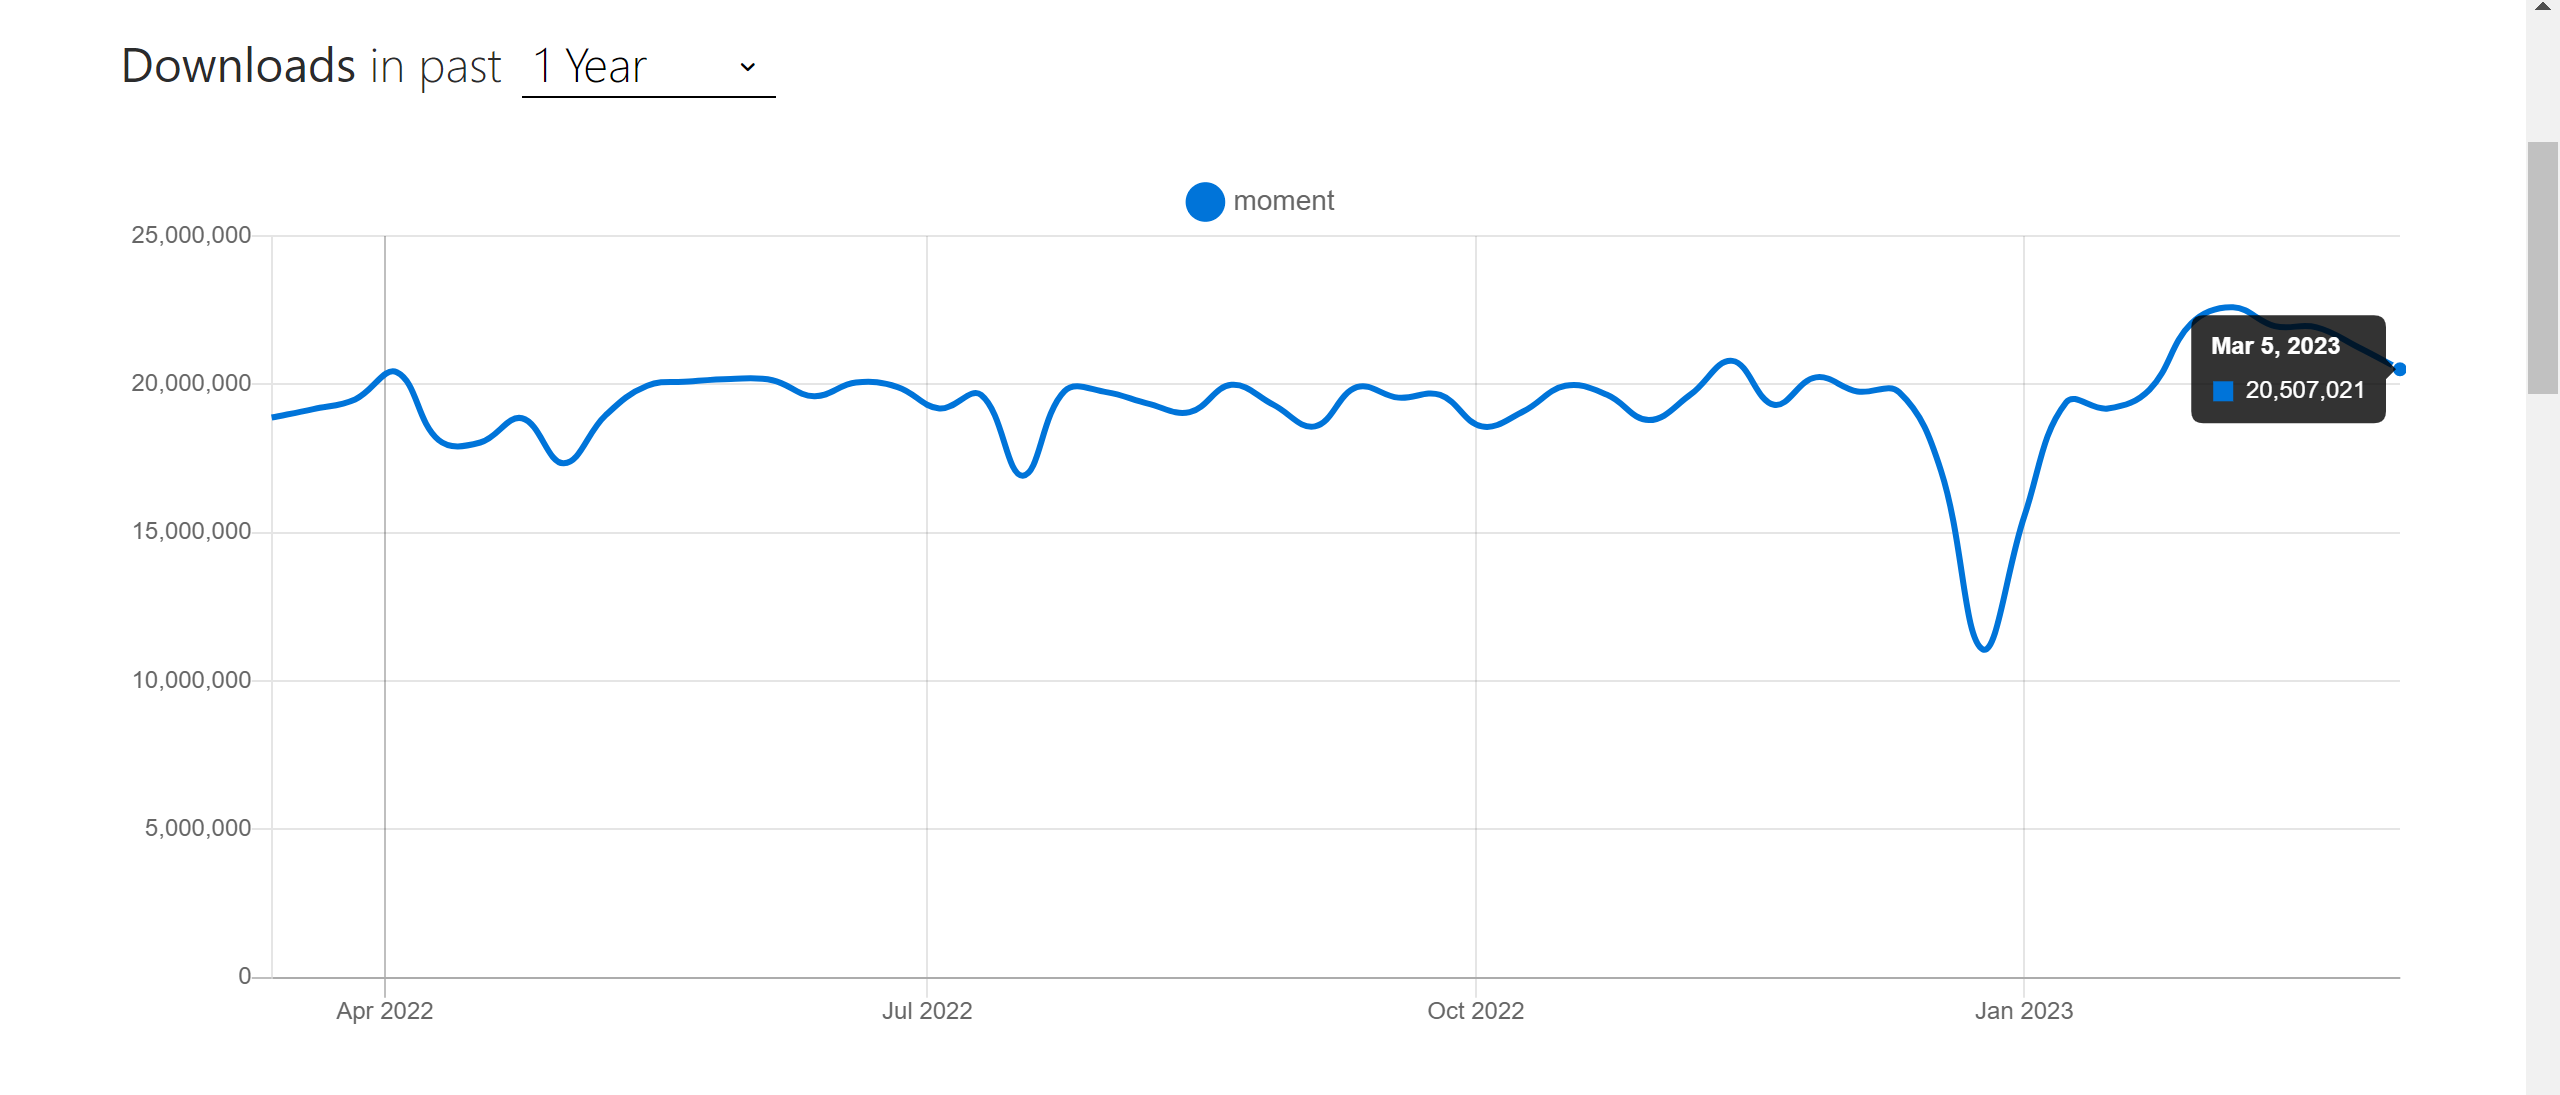 Downloads in past 1 Year
moment
25,000,000
20,000,000
15,000,000
10,000,000
5,000,000
0
Mar 5, 2023
20,507,021
Apr 2022 Jul 2022 Oct 2022 Jan 2023